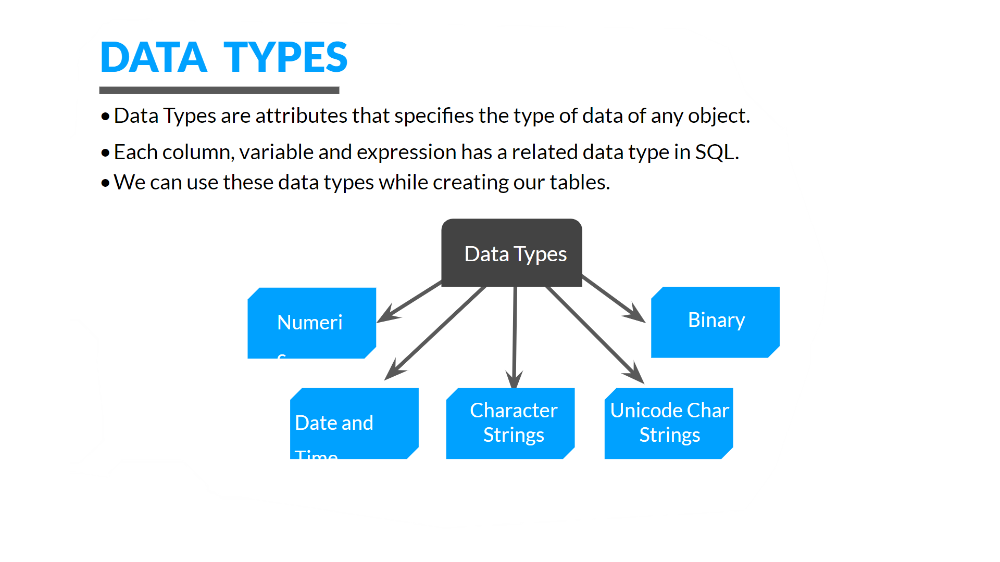 DATA TYPES
•Data Types are attributes that specifies the type of data of any object.
•Each column, variable and expression has a related data type in SQL.
•We can use these data types while creating our tables.
Data Types
Numeri
c
Binary
Date and
Time
Character
Strings
Unicode Char
Strings